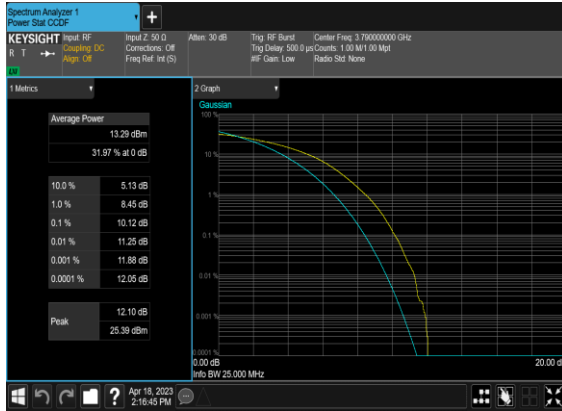 Spectrum Analyzer 1
Power Stat CCDF
+
KEYSIGHT
R T
LU
Input: RF
Coupling: DC
Align: Off
Input Z: 50 Ω
Corrections: Off
Freq Ref: Int (S)
Atten: 30 dB
Trig: RF Burst
Trig Delay: 500.0 µs
#IF Gain: Low
Center Freq: 3.790000000 GHz
Counts: 1.00 M/1.00 Mpt
Radio Std: None
1 Metrics
Average Power
13.29 dBm
31.97 % at 0 dB
10.0 % 5.13 dB
1.0 % 8.45 dB
0.1 % 10.12 dB
0.01 % 11.25 dB
0.001 % 11.88 dB
0.0001 % 12.05 dB
Peak
12.10 dB
25.39 dBm
2 Graph
Gaussian
100 %
10 %
1 %
0.1 %
0.01 %
0.001 %
0.0001 %
0.00 dB
20.00 d
Info BW 25.000 MHz
?
Apr 18, 2023
2:16:45 PM